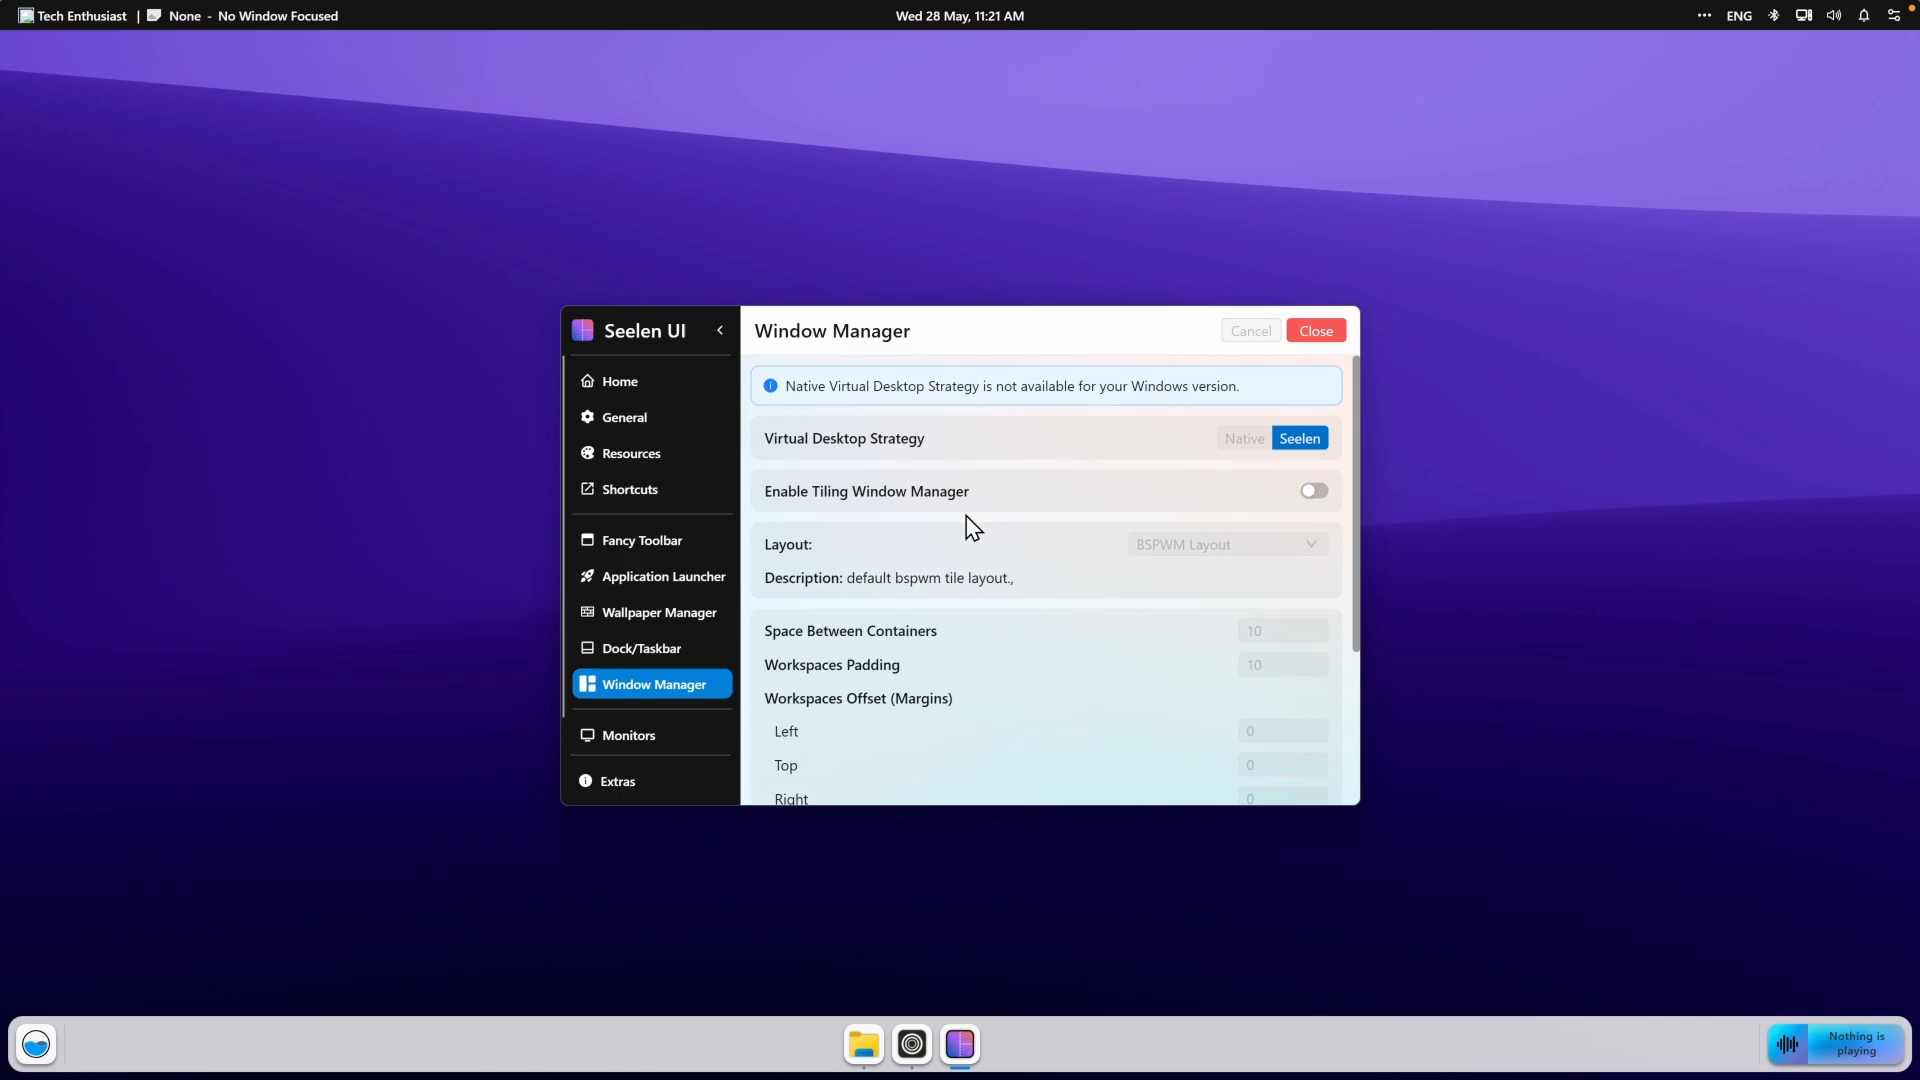 Tech Enthusiast | None - No Window Focused
Wed 28 May, 11:21 AM
ENG
Seelen UI
Home
General
Resources
Shortcuts
Fancy Toolbar
Application Launcher
Wallpaper Manager
Dock/Taskbar
Window Manager
Monitors
Extras
Window Manager
Cancel
Close
Native Virtual Desktop Strategy is not available for your Windows version.
Virtual Desktop Strategy
Native
Seelen
Enable Tiling Window Manager
Layout:
BSPWM Layout
Description: default bspwm tile layout.,
Space Between Containers
10
Workspaces Padding
10
Workspaces Offset (Margins)
Left
0
Top
0
Right
0
Nothing is
playing